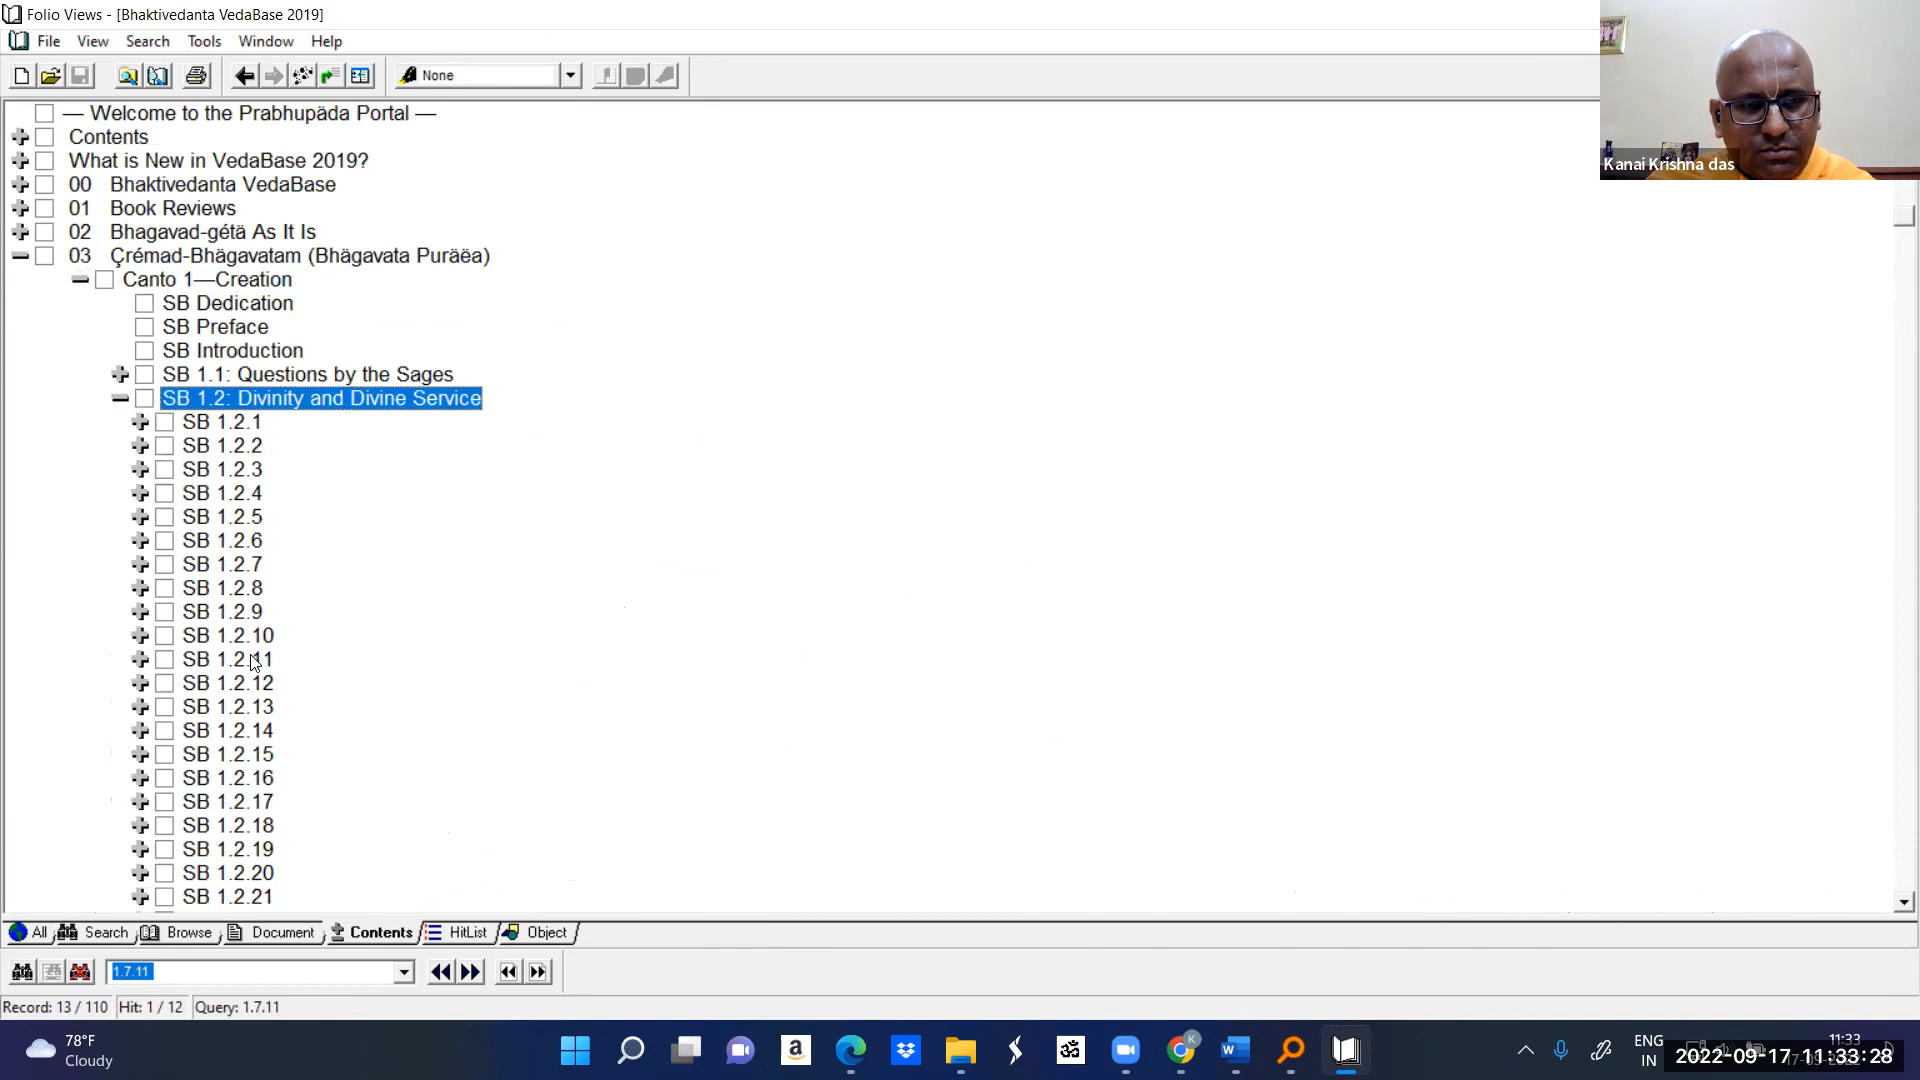 Folio Views - [Bhaktivedanta VedaBase 2019]
File View Search Tools Window Help
None
— Welcome to the Prabhupäda Portal —
Contents
What is New in VedaBase 2019?
00 Bhaktivedanta VedaBase
01 Book Reviews
02 Bhagavad-gétä As It Is
03 Çrémad-Bhägavatam (Bhägavata Puräëa)
Canto 1—Creation
SB Dedication
SB Preface
SB Introduction
SB 1.1: Questions by the Sages
SB 1.2: Divinity and Divine Service
SB 1.2.1
SB 1.2.2
SB 1.2.3
SB 1.2.4
SB 1.2.5
SB 1.2.6
SB 1.2.7
SB 1.2.8
SB 1.2.9
SB 1.2.10
SB 1.2.11
SB 1.2.12
SB 1.2.13
SB 1.2.14
SB 1.2.15
SB 1.2.16
SB 1.2.17
SB 1.2.18
SB 1.2.19
SB 1.2.20
SB 1.2.21
Kanai Krishna das
All Search Browse Document Contents HitList Object
1.7.11
Record: 13 / 110 Hit: 1 / 12 Query: 1.7.11
78°F
Cloudy
ENG
IN
11:33
2022-09-17 11:33:28